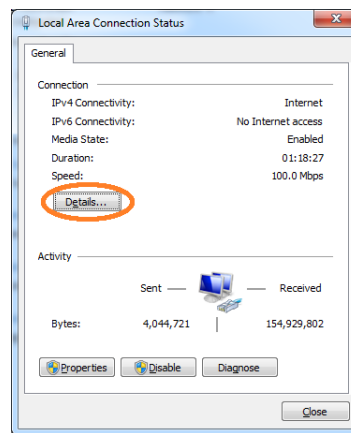 Local Area Connection Status
General
Connection
IPv4 Connectivity: Internet
IPv6 Connectivity: No Internet access
Media State: Enabled
Duration: 01:18:27
Speed: 100.0 Mbps
Details...
Activity
Sent Received
Bytes: 4,044,721 154,929,802
Properties Disable Diagnose
Close